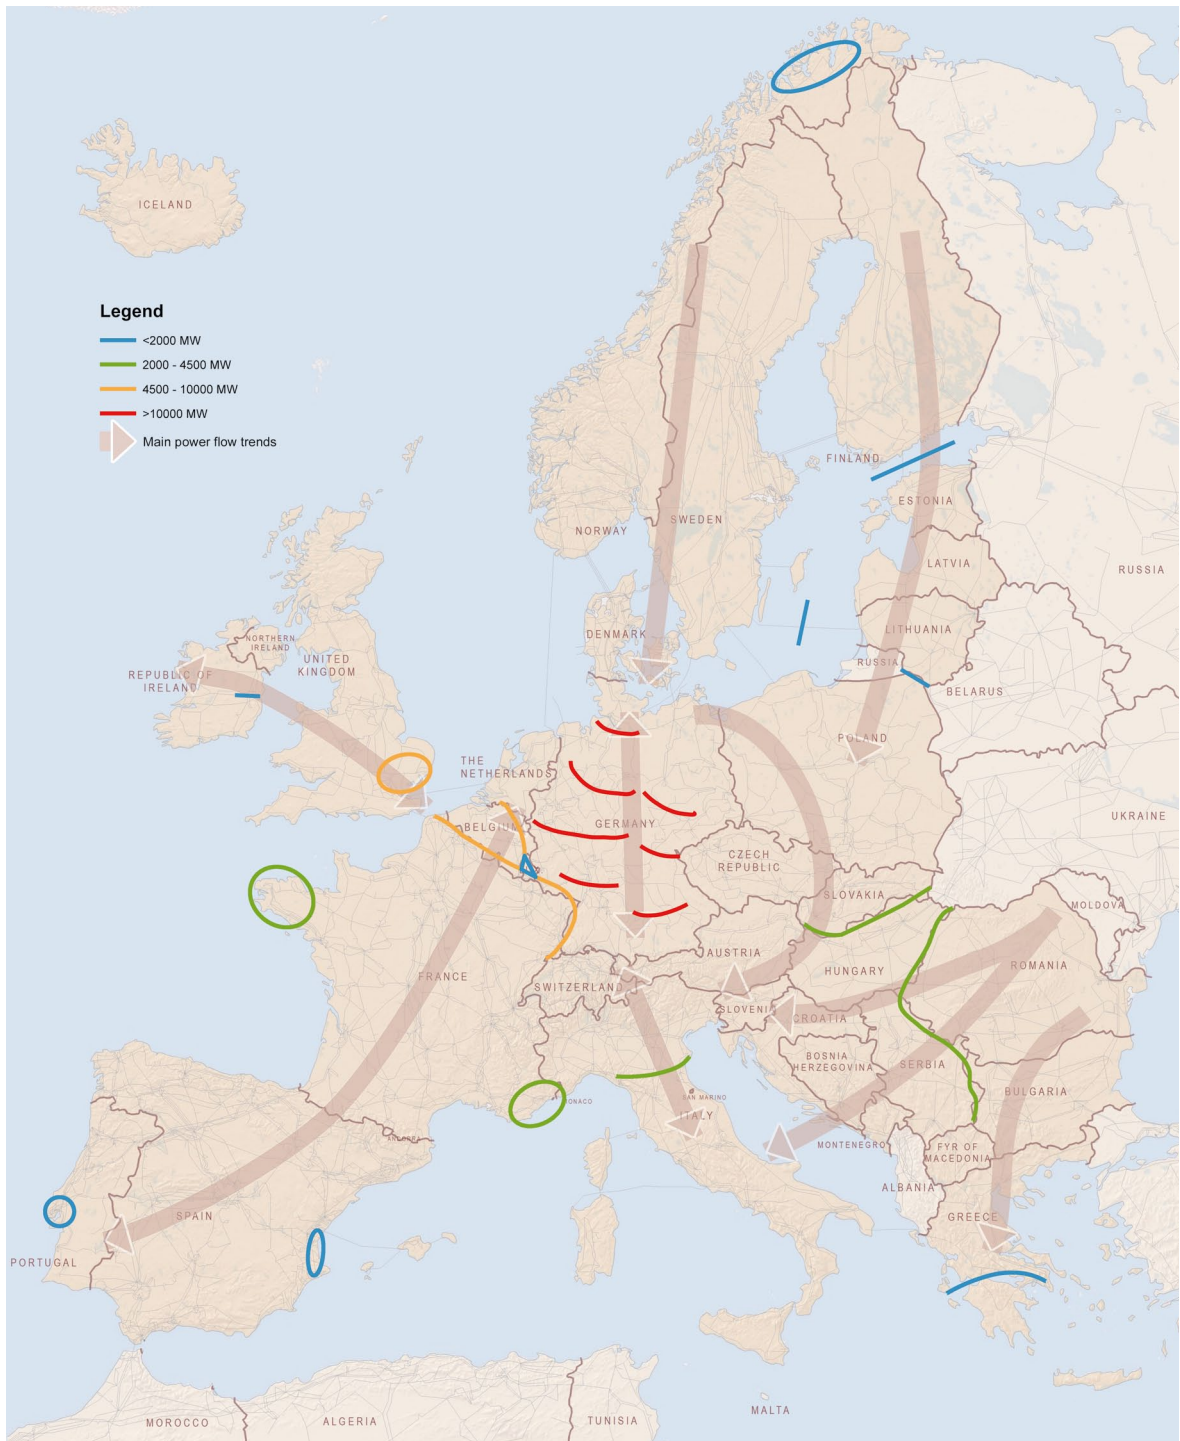 ICELAND
Legend
<2000 MW
2000 - 4500 MW
4500 - 10000 MW
>10000 MW
Main power flow trends
FINLAND
ESTONIA
SWEDEN
NORWAY
LATVIA
RUSSIA
LITHUANIA
DENMARK
NORTHERN
IRELAND
UNITED
KINGDOM
REPUBLIC OF
IRELAND
RUSSIA
BELARUS
POLAND
THE
NETHERLANDS
UKRAINE
BELGIUM
GERMANY
CZECH
REPUBLIC
SLOVAKIA
MOLDOVA
AUSTRIA
FRANCE
SWITZERLAND
HUNGARY
ROMANIA
SLOVENI
CROATIA
BOSNIA
HERZEGOVINA
SERBIA
BULGARIA
SAN MARINO
ONACO
ITALY
ANDORRA
MONTENEGRO
FYR OF
MACEDONIA
ALBANIA
SPAIN
GREECE
PORTUGAL
MALTA
MOROCCO
ALGERIA
TUNISIA